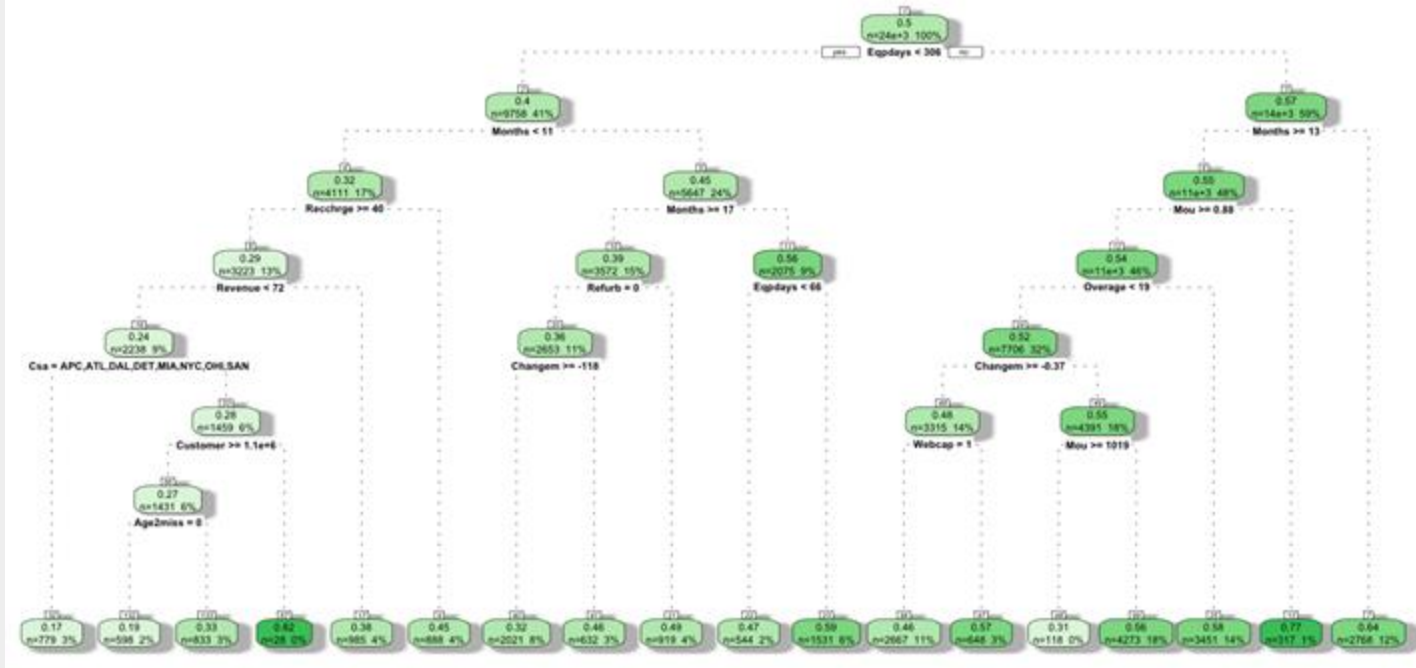 0.5
n=24e+3 100%
yes Eqpdays < 306 no
0.4
n=9758 41%
Months < 11
0.57
n=14e+3 59%
Months >= 13
0.32
n=4111 17%
Recchrge >= 40
0.45
n=5647 24%
Months >= 17
0.55
n=11e+3 48%
Mou >= 0.88
0.29
n=3223 13%
Revenue < 72
0.39
n=3572 15%
Refurb = 0
0.56
n=2075 9%
Eqpdays < 66
0.54
n=11e+3 46%
Overage < 19
0.24
n=2238 9%
Csa = APC,ATL,DAL,DET,MIA,NYC,OHI,SAN
0.36
n=2653 11%
Changem >= -118
0.52
n=7706 32%
Changem >= -0.37
0.28
n=1459 6%
Customer >= 1.1e+6
0.48
n=3315 14%
Webcap = 1
0.55
n=4391 18%
Mou >= 1019
0.27
n=1431 6%
Age2miss = 0
0.17
n=779 3%
0.19
n=598 2%
0.33
n=833 3%
0.62
n=28 0%
0.38
n=985 4%
0.45
n=888 4%
0.32
n=2021 8%
0.46
n=632 3%
0.49
n=919 4%
0.47
n=544 2%
0.59
n=1531 6%
0.46
n=2667 11%
0.57
n=648 3%
0.31
n=118 0%
0.56
n=4273 18%
0.58
n=3451 14%
0.77
n=317 1%
0.64
n=2768 12%